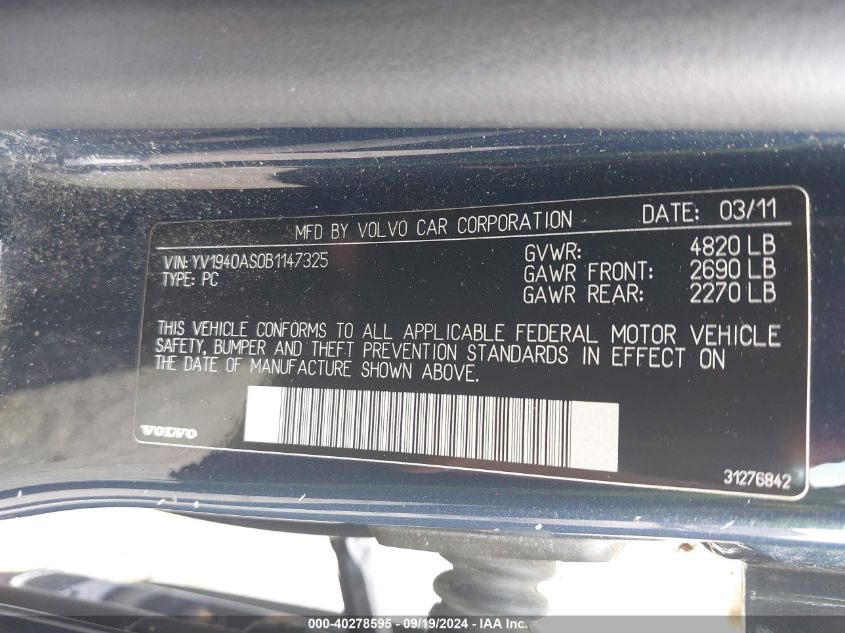 MFD BY VOLVO CAR CORPORATION DATE: 03/11
VIN: YV1940AS0B1147325
TYPE: PC
GVWR: 4820 LB
GAWR FRONT: 2690 LB
GAWR REAR: 2270 LB
THIS VEHICLE CONFORMS TO ALL APPLICABLE FEDERAL MOTOR VEHICLE
SAFETY, BUMPER AND THEFT PREVENTION STANDARDS IN EFFECT ON
THE DATE OF MANUFACTURE SHOWN ABOVE.
VOLVO
31276842
000-40278595 - 09/19/2024 - IAAI.com